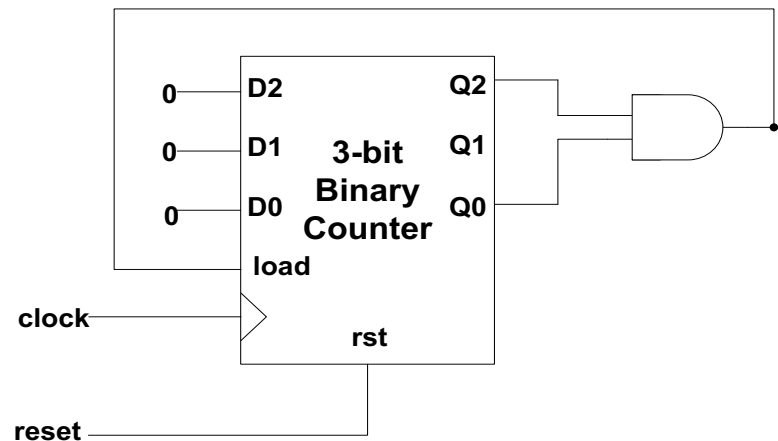 0 D2 Q2
0 D1 Q1
3-bit
Binary
Counter
0 D0 Q0
load
clock
rst
reset